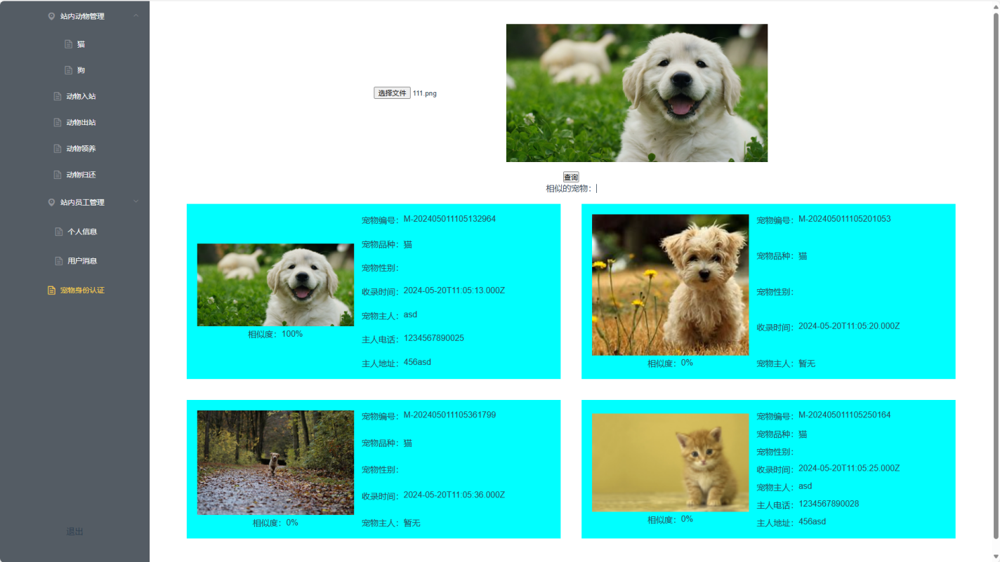 站内动物管理
猫
狗
动物入站
动物出站
动物领养
动物归还
站内员工管理
个人信息
用户消息
宠物身份认证
退出
选择文件 111.png
查询
相似的宠物：
宠物编号：M-202405011105132964
宠物品种：猫
宠物性别：
收录时间：2024-05-20T11:05:13.000Z
宠物主人：asd
主人电话：1234567890025
主人地址：456asd
相似度：100%
宠物编号：M-202405011105201053
宠物品种：猫
宠物性别：
收录时间：2024-05-20T11:05:20.000Z
宠物主人：暂无
相似度：0%
宠物编号：M-202405011105361799
宠物品种：猫
宠物性别：
收录时间：2024-05-20T11:05:36.000Z
宠物主人：暂无
相似度：0%
宠物编号：M-202405011105250164
宠物品种：猫
宠物性别：
收录时间：2024-05-20T11:05:25.000Z
宠物主人：asd
主人电话：1234567890028
主人地址：456asd
相似度：0%